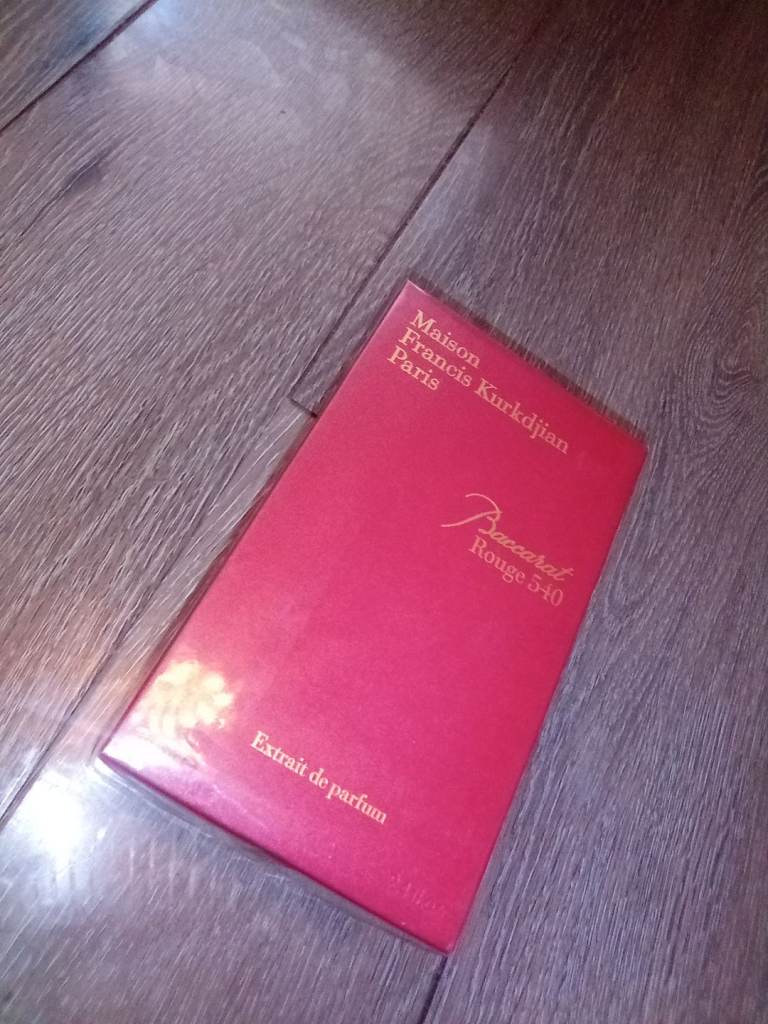 Maison
Francis Kurkdjian
Paris
Baccarat
Rouge 540
Extrait de parfum